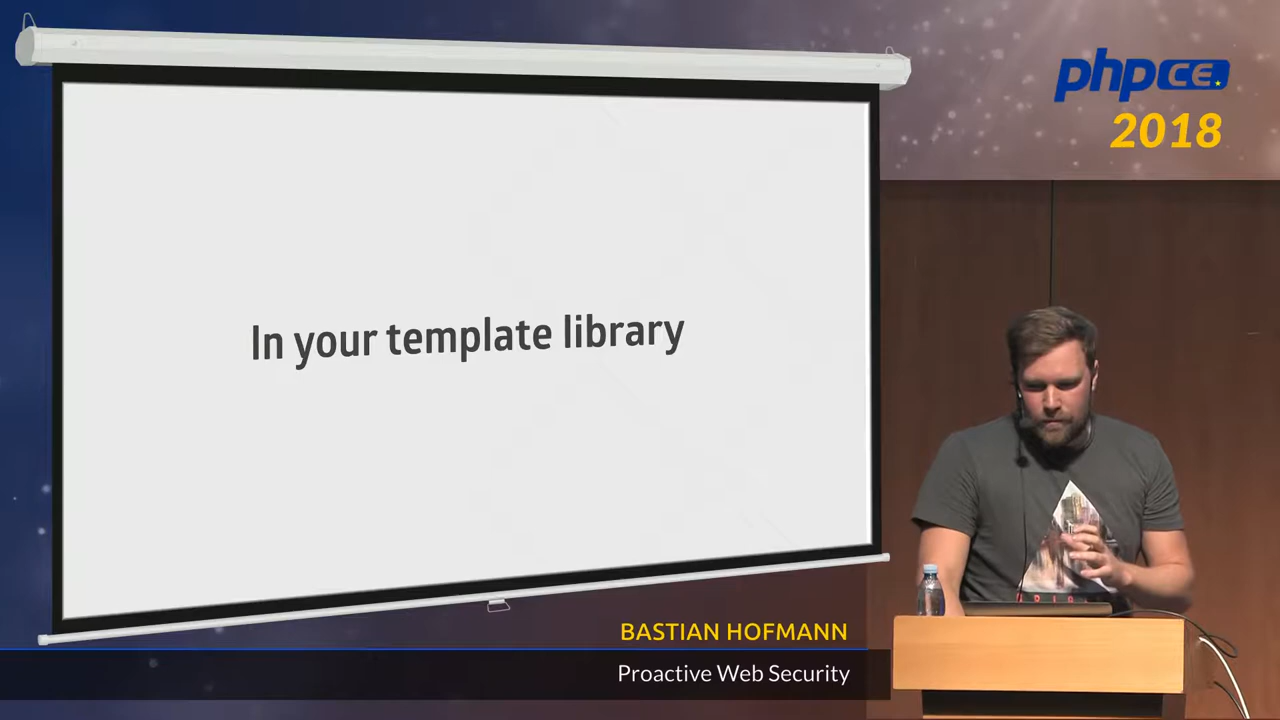 In your template library
phpCE
2018
BASTIAN HOFMANN
Proactive Web Security